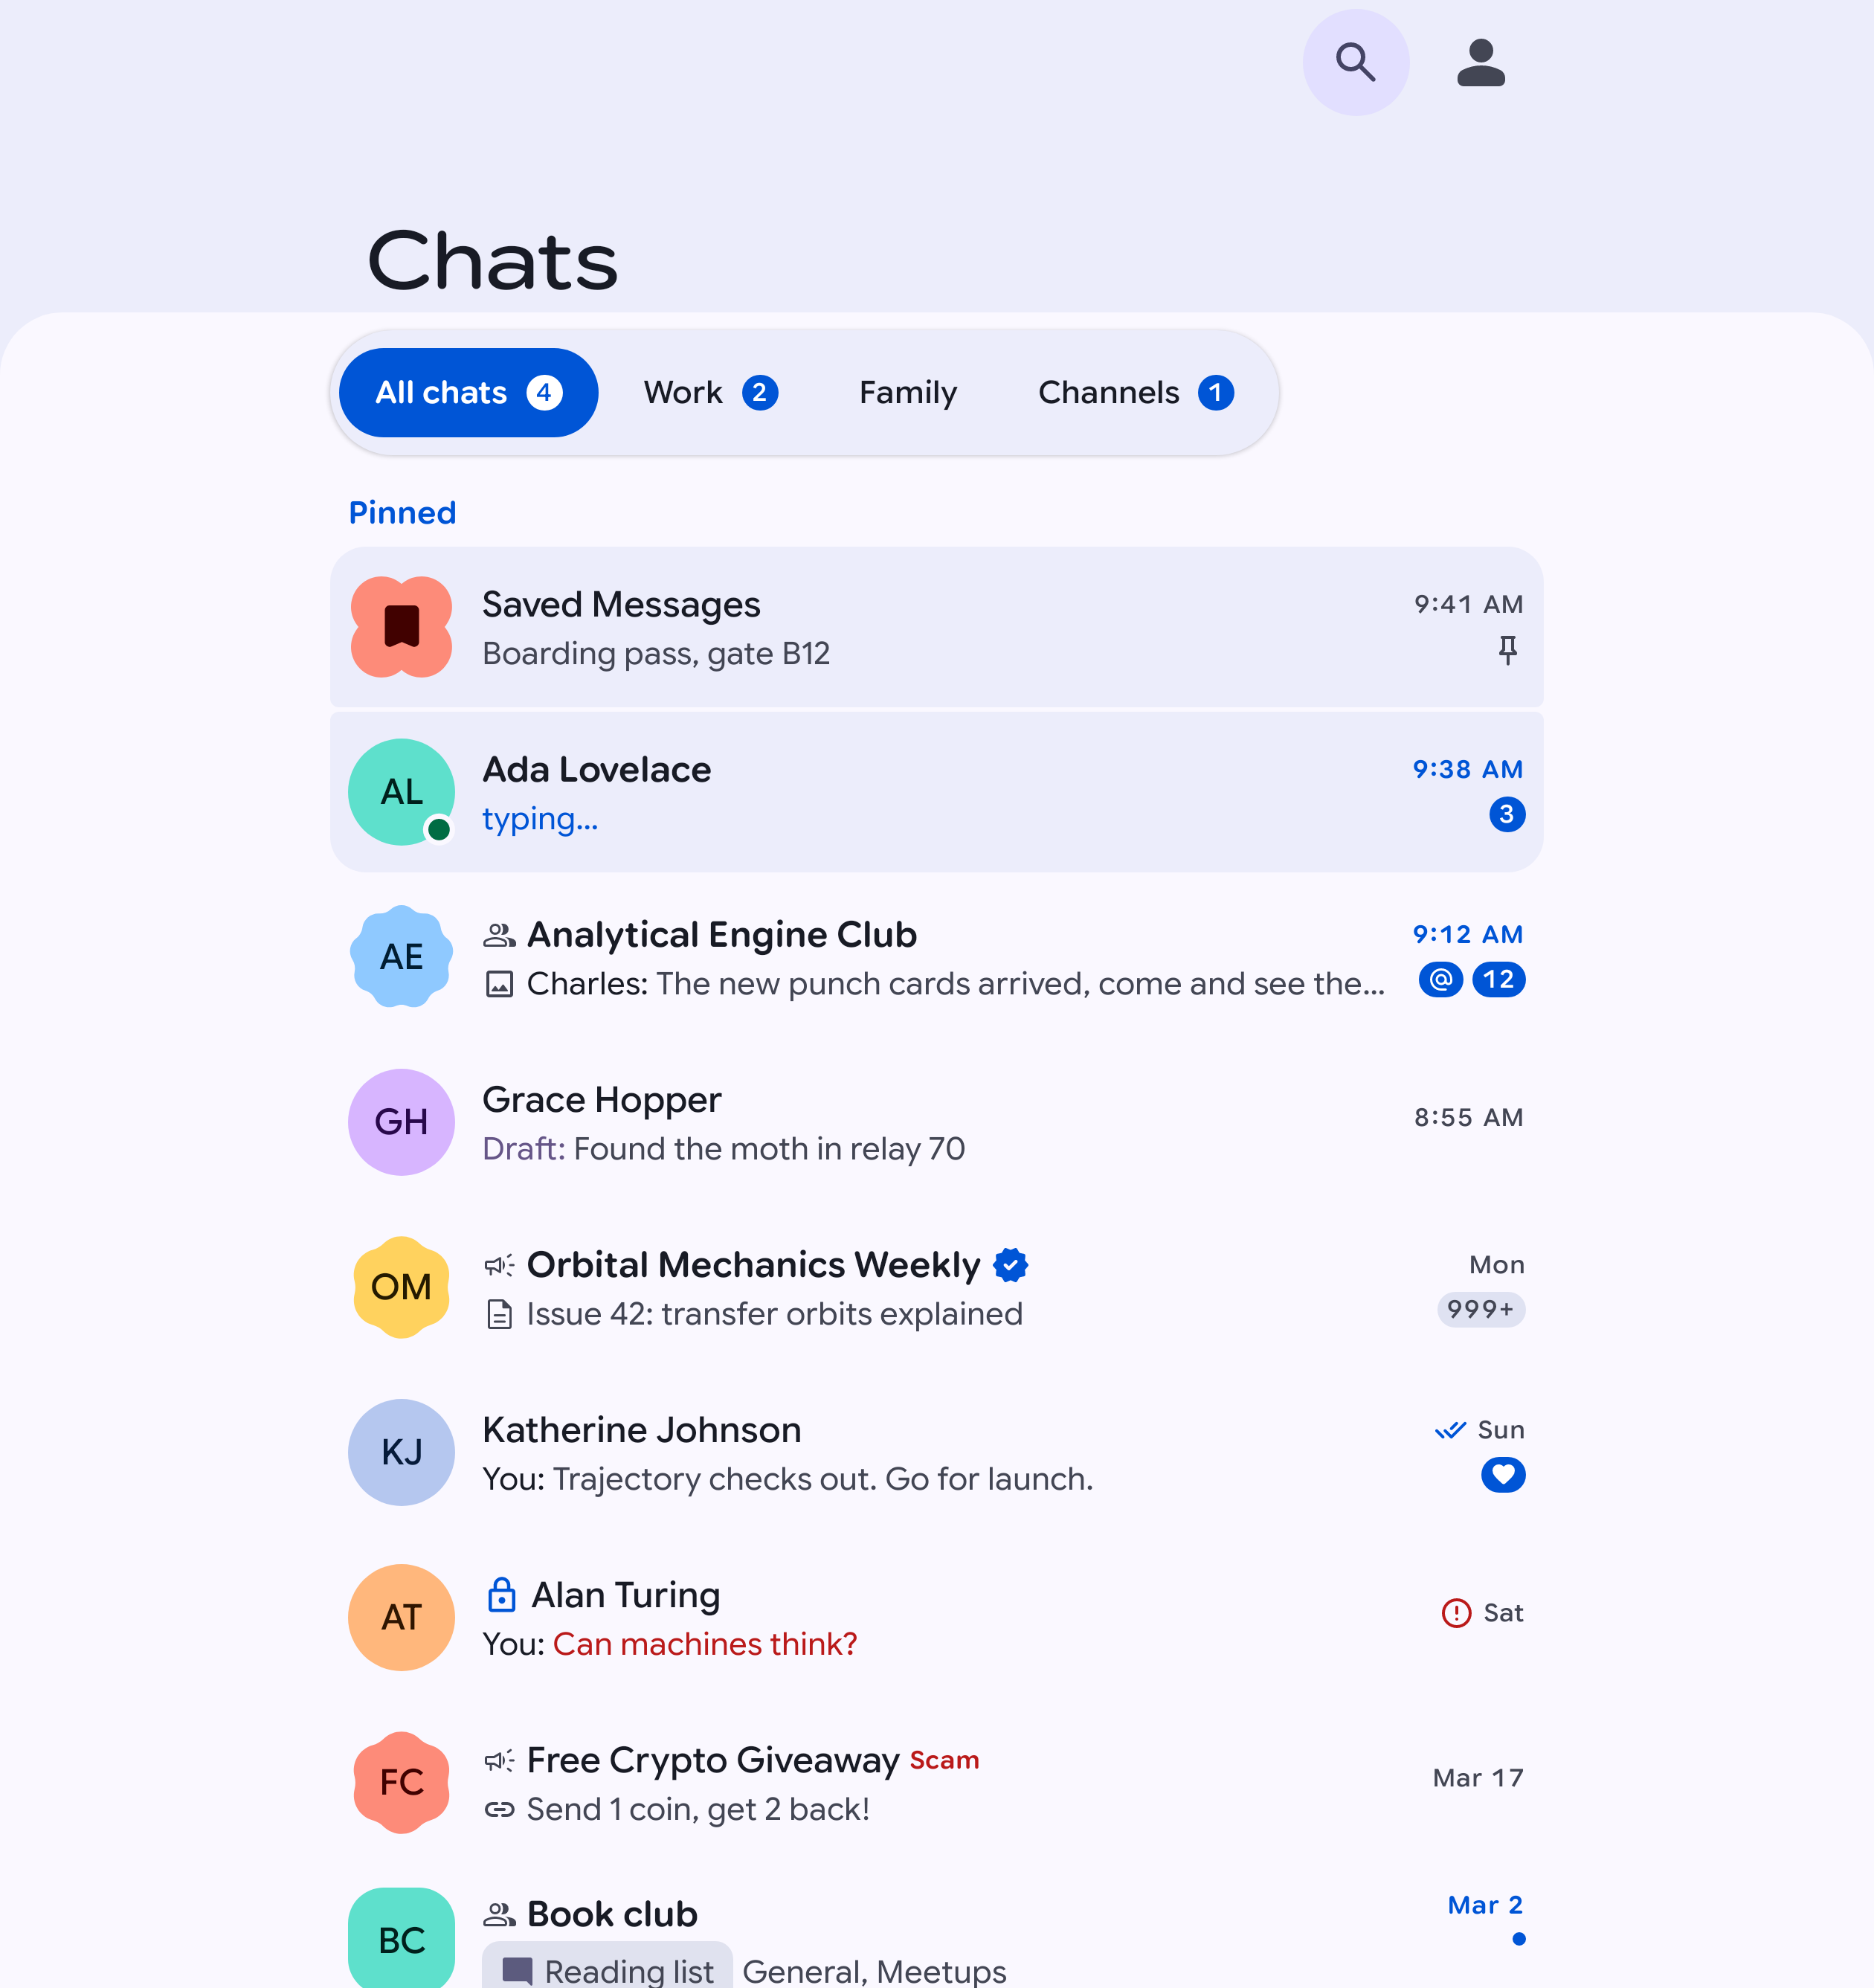 Chats
All chats 4 Work 2 Family Channels 1
Pinned
Saved Messages 9:41 AM
Boarding pass, gate B12
AL Ada Lovelace 9:38 AM
typing... 3
AE Analytical Engine Club 9:12 AM
Charles: The new punch cards arrived, come and see the... @ 12
GH Grace Hopper 8:55 AM
Draft: Found the moth in relay 70
OM Orbital Mechanics Weekly Mon
Issue 42: transfer orbits explained 999+
KJ Katherine Johnson Sun
You: Trajectory checks out. Go for launch.
AT Alan Turing Sat
You: Can machines think?
FC Free Crypto Giveaway Scam Mar 17
Send 1 coin, get 2 back!
BC Book club Mar 2
Reading list General, Meetups